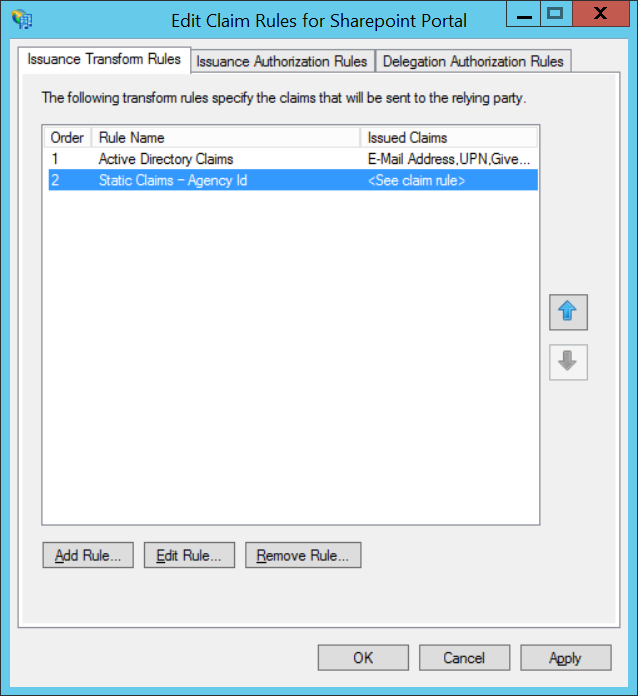 Edit Claim Rules for Sharepoint Portal
Issuance Transform Rules Issuance Authorization Rules Delegation Authorization Rules
The following transform rules specify the claims that will be sent to the relying party.
Order Rule Name Issued Claims
1 Active Directory Claims E-Mail Address,UPN,Give...
2 Static Claims – Agency Id <See claim rule>
Add Rule... Edit Rule... Remove Rule...
OK Cancel Apply